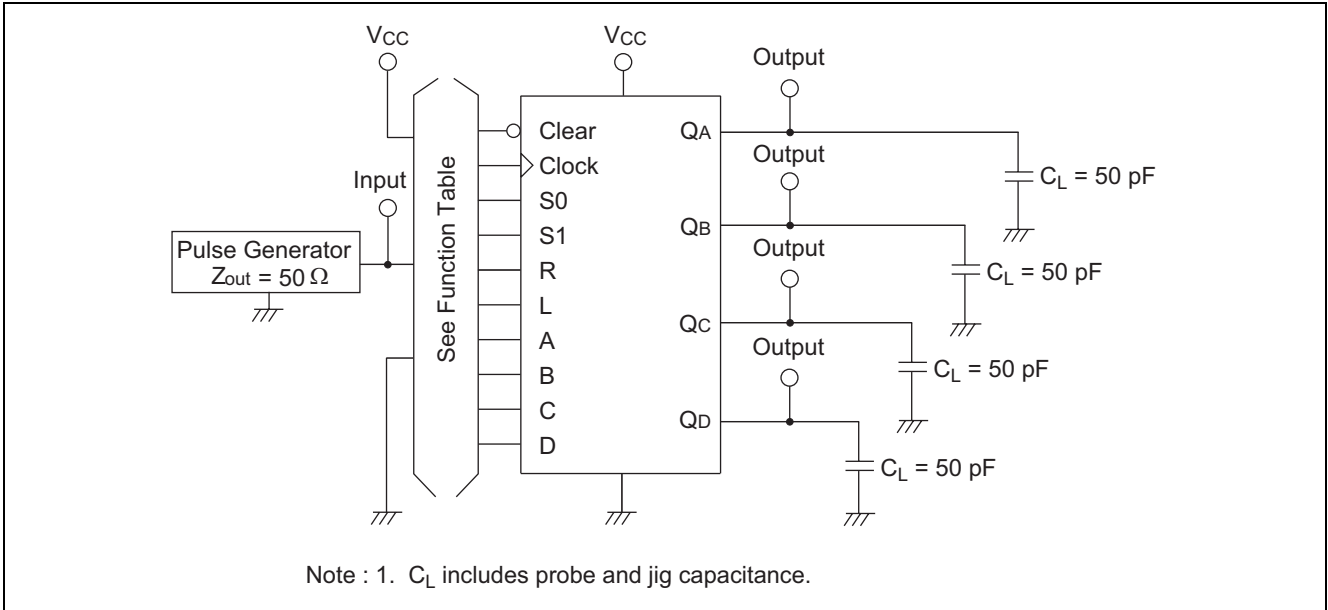 VCC
VCC
Output
Input
Pulse Generator
Zout = 50 Ω
See Function Table
Clear
Clock
S0
S1
R
L
A
B
C
D
QA
QB
QC
QD
Output
Output
Output
CL = 50 pF
CL = 50 pF
CL = 50 pF
CL = 50 pF
Note : 1. CL includes probe and jig capacitance.